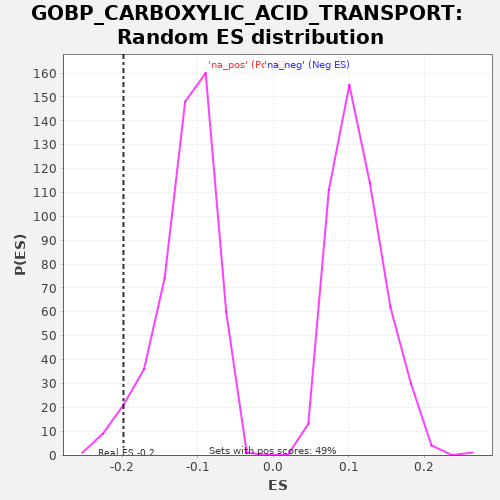 GOBP_CARBOXYLIC_ACID_TRANSPORT:
Random ES distribution
'na_pos' 'na_neg' (Neg ES)
160
150
140
130
120
110
100
90
80
70
60
50
40
30
20
10
0
P(ES)
Real ES -0.2
Sets with pos scores: 49%
-0.2 -0.1 0.0 0.1 0.2
ES